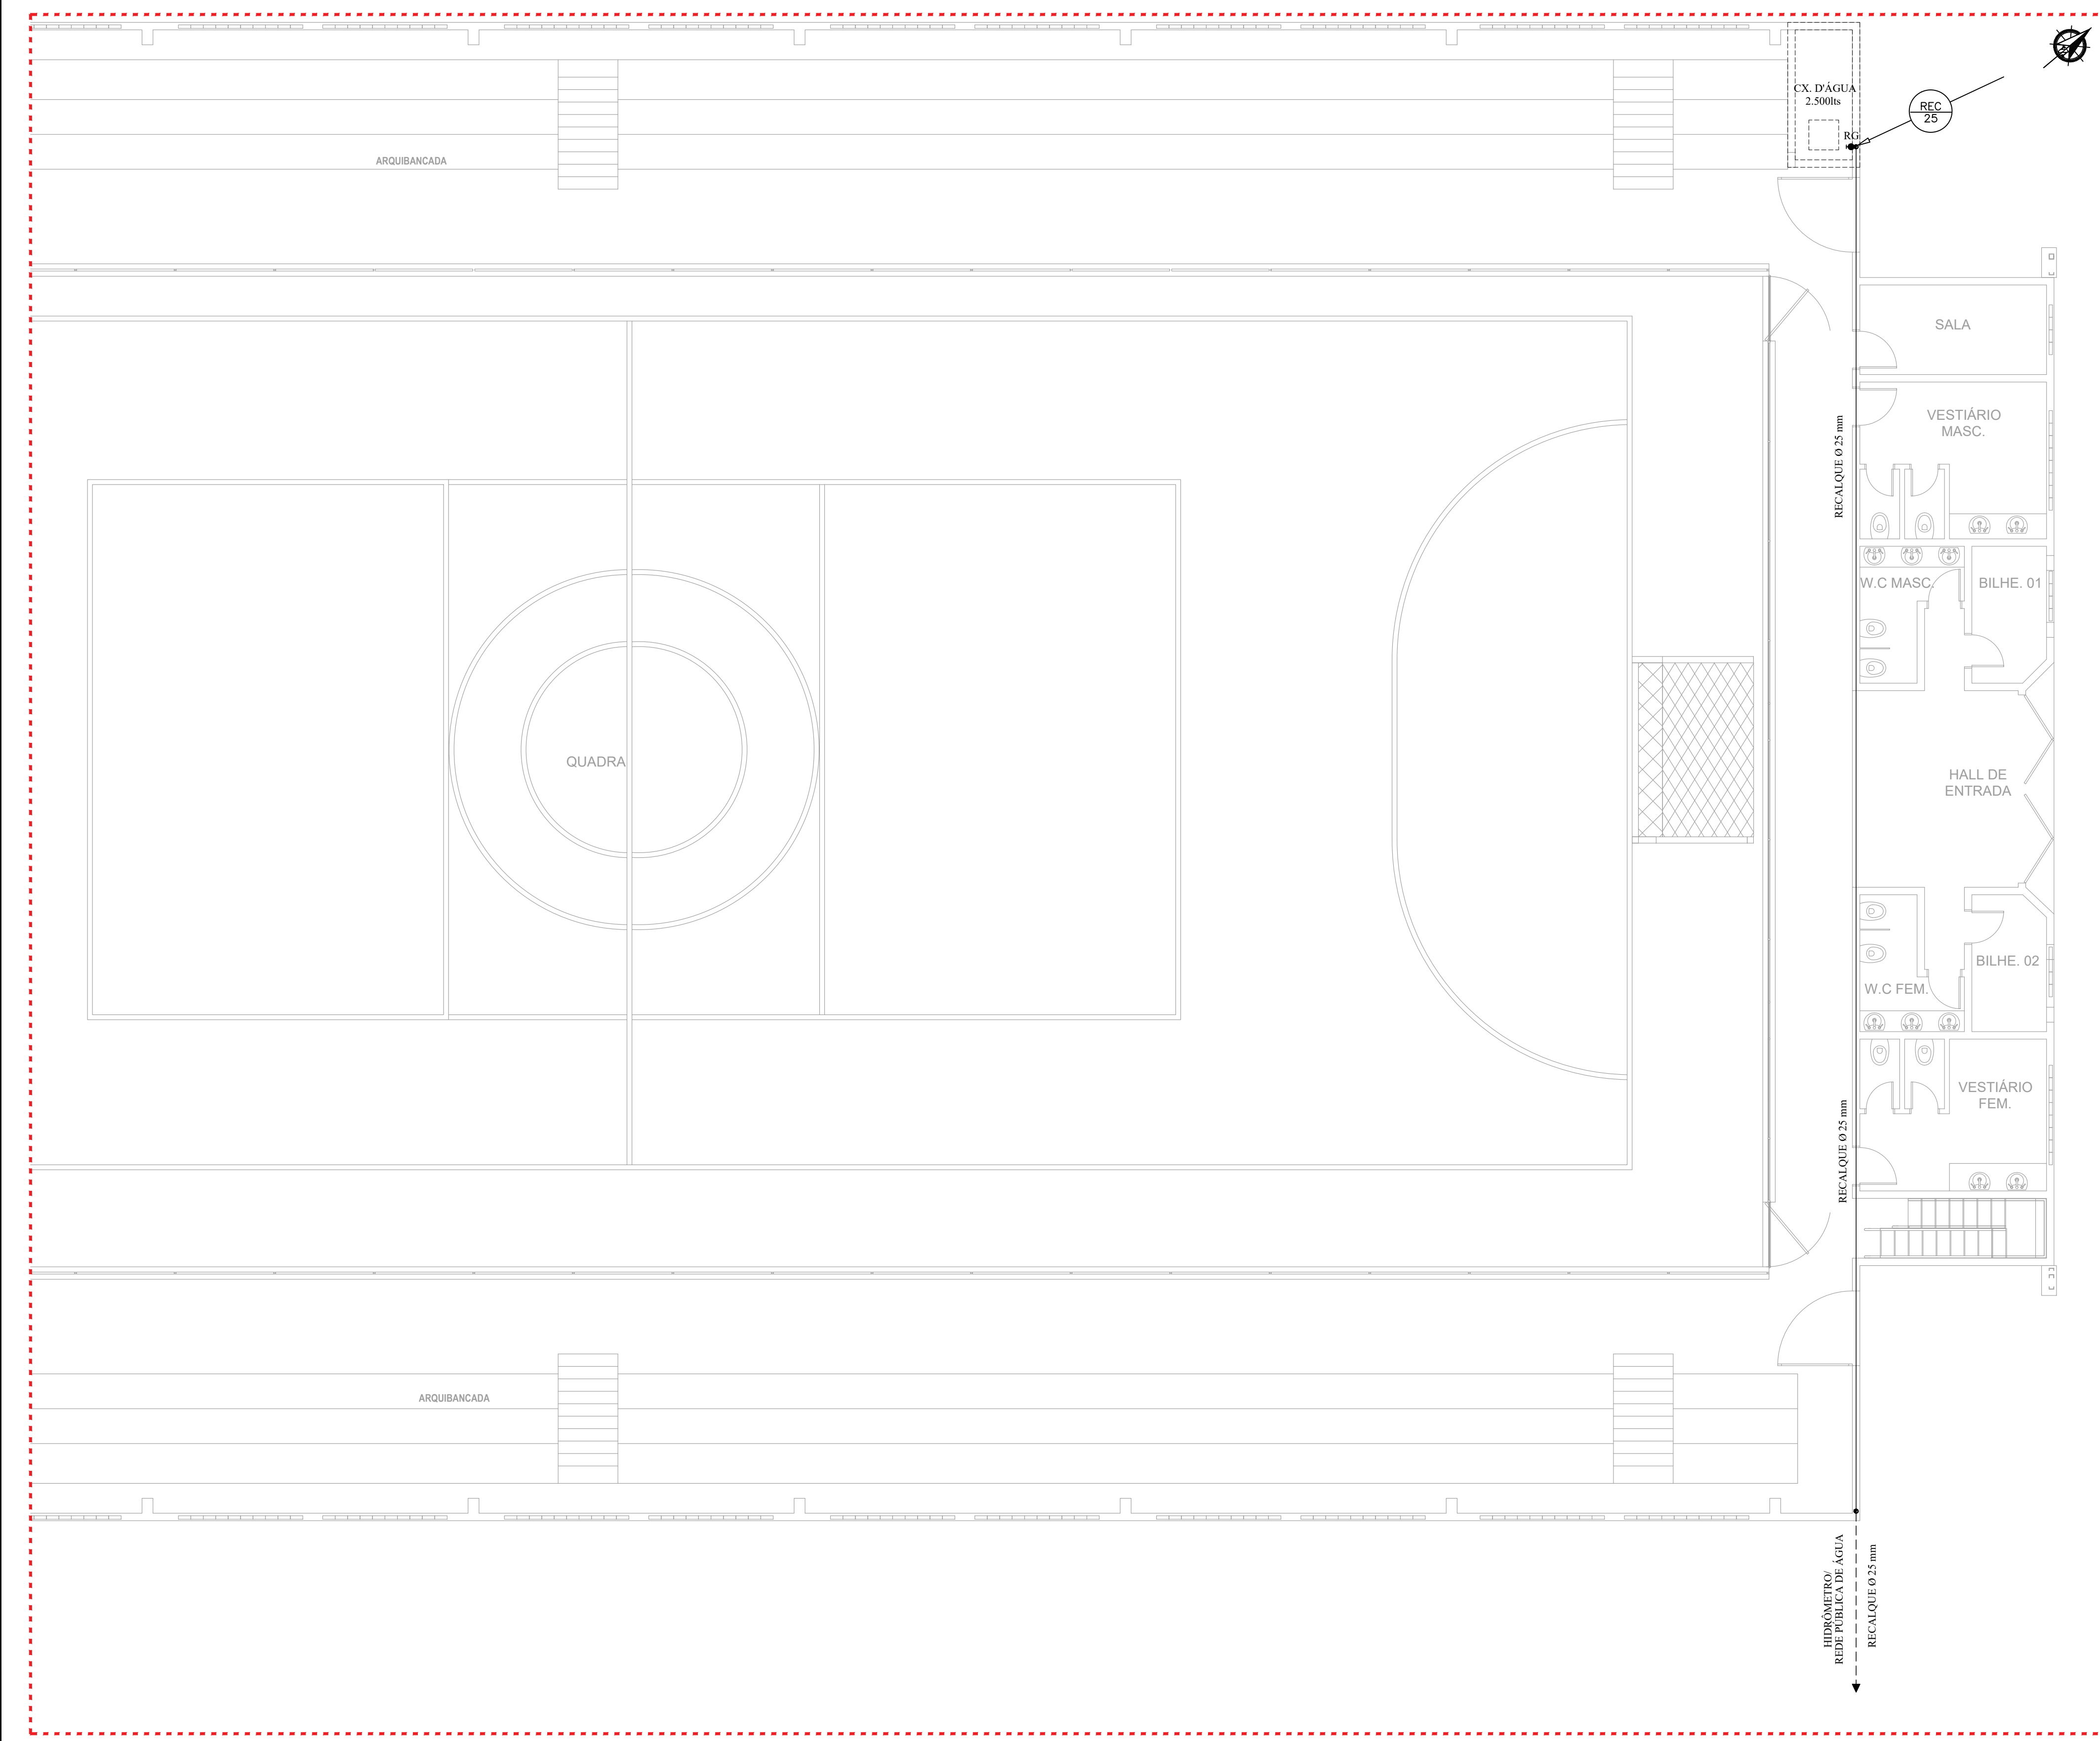 CX. D'ÁGUA
2.500lts
REC
25
RG
ARQUIBANCADA
SALA
VESTIÁRIO
MASC.
RECALQUE Ø 25 mm
W.C MASC.
BILHE. 01
QUADRA
HALL DE
ENTRADA
BILHE. 02
W.C FEM.
VESTIÁRIO
FEM.
RECALQUE Ø 25 mm
ARQUIBANCADA
HIDRÔMETRO/
REDE PÚBLICA DE ÁGUA
RECALQUE Ø 25 mm